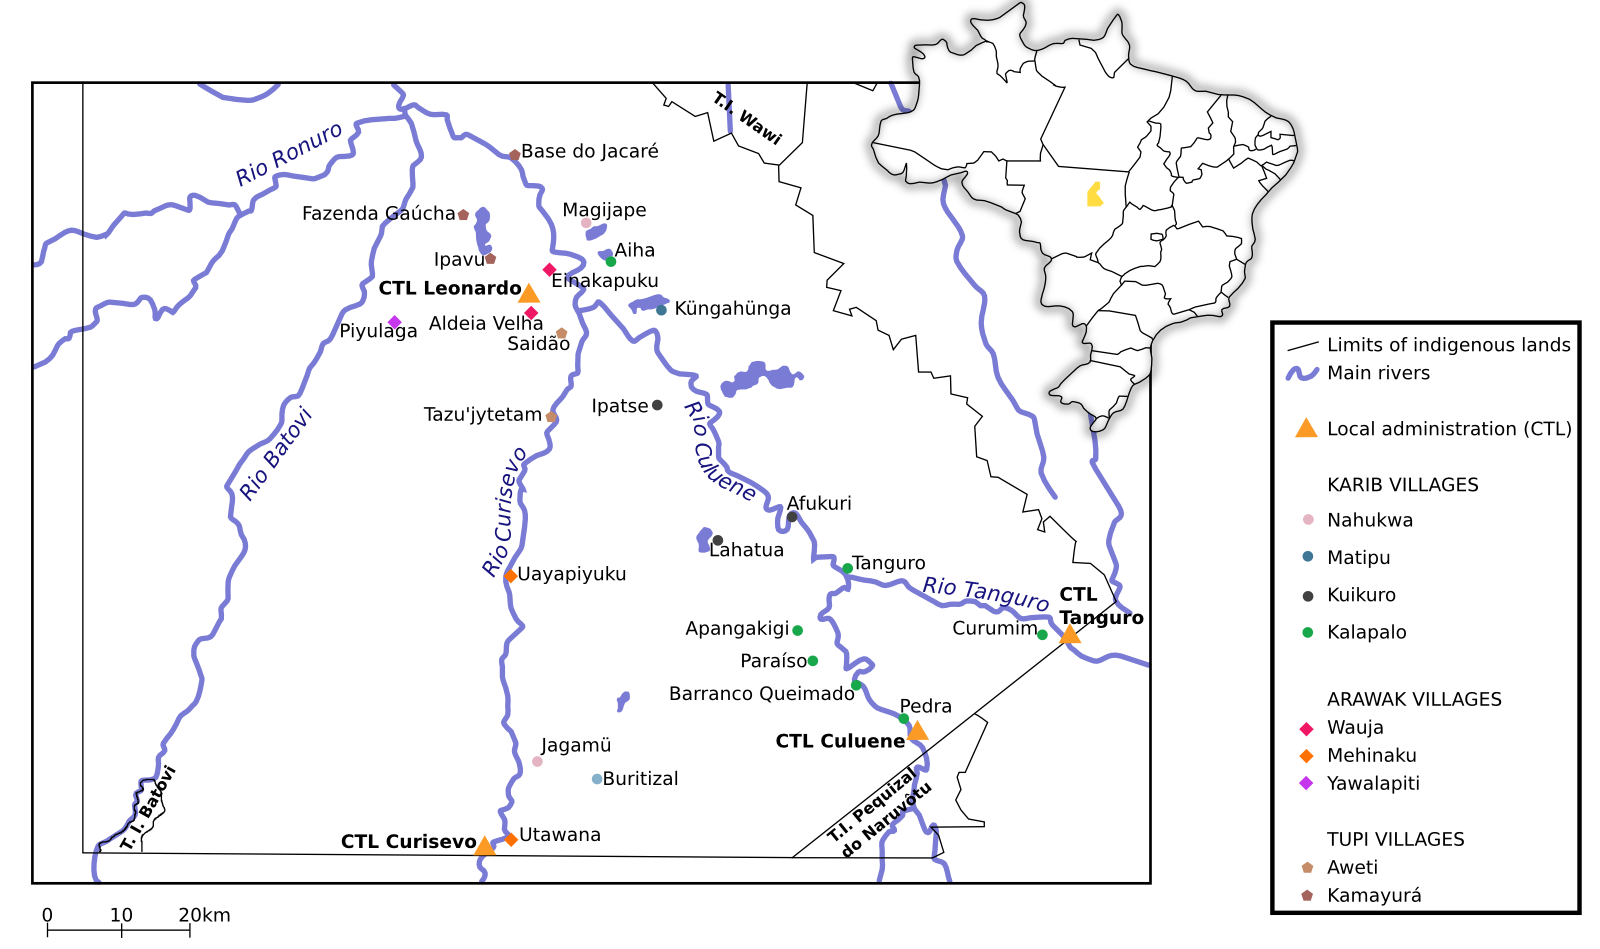 T.I. Wawi
Rio Ronuro
Base do Jacaré
Fazenda Gaúcha
Magijape
Aiha
Ipavu
Einakapuku
CTL Leonardo
Küngahünga
Piyulaga
Aldeia Velha
Saidão
Limits of indigenous lands
Main rivers
Tazu'jytetam
Ipatse
Rio Batovi
Rio Culuene
Local administration (CTL)
Rio Curisevo
KARIB VILLAGES
Afukuri
Nahukwa
Lahatua
Matipu
Tanguro
Uayapiyuku
Rio Tanguro
CTL
Tanguro
Kuikuro
Apangakigi
Curumim
Kalapalo
Paraíso
Barranco Queimado
Pedra
ARAWAK VILLAGES
CTL Culuene
Wauja
Jagamü
Mehinaku
Buritizal
Yawalapiti
T. I. Batovi
T.I. Pequizal
do Naruvôtu
CTL Curisevo
Utawana
TUPI VILLAGES
Aweti
Kamayurá
0 10 20km